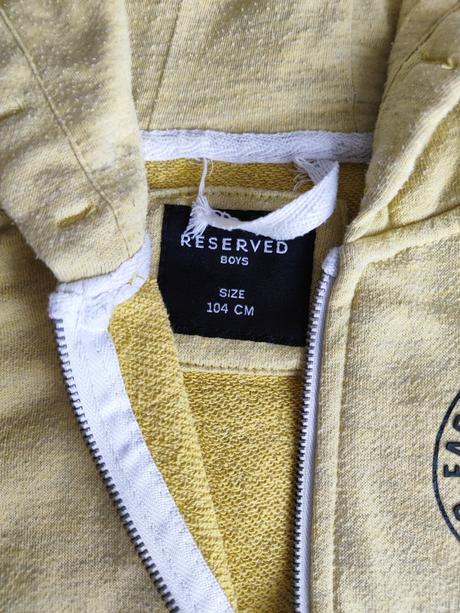 RESERVED
BOYS
SIZE
104 CM